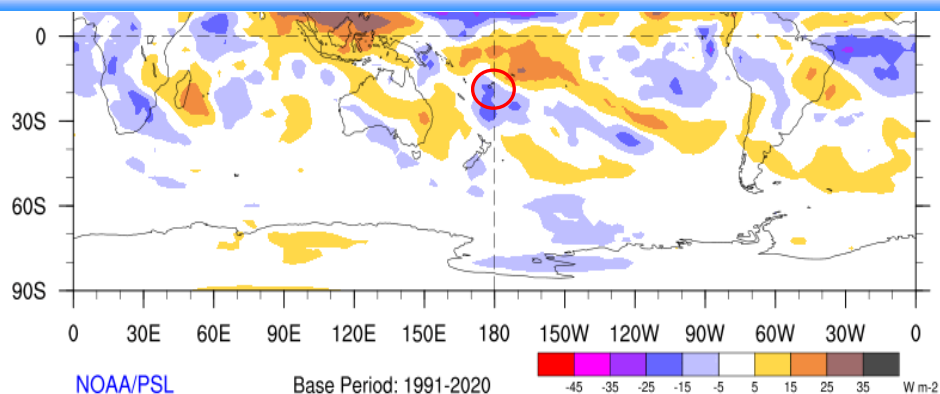 0
30S
60S
90S
0 30E 60E 90E 120E 150E 180 150W 120W 90W 60W 30W 0
-45 -35 -25 -15 -5 5 15 25 35 W m-2
NOAA/PSL Base Period: 1991-2020